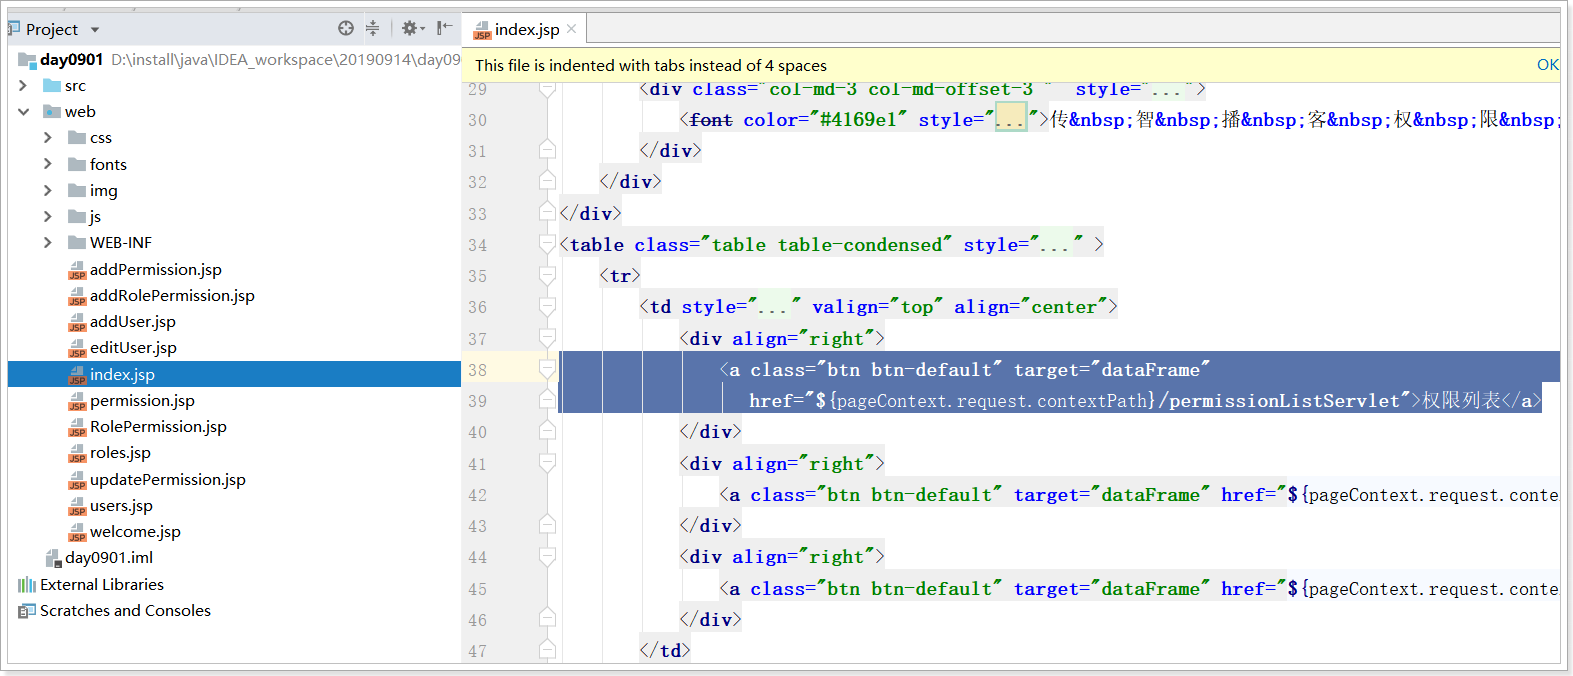 Project
day0901 D:\install\java\IDEA_workspace\20190914\day09
src
web
css
fonts
img
js
WEB-INF
addPermission.jsp
addRolePermission.jsp
addUser.jsp
editUser.jsp
index.jsp
permission.jsp
RolePermission.jsp
roles.jsp
updatePermission.jsp
users.jsp
welcome.jsp
day0901.iml
External Libraries
Scratches and Consoles
index.jsp
This file is indented with tabs instead of 4 spaces OK
29 <div class="col-md-3 col-md-offset-3 " style="...">
30 <font color="#4169e1" style="...">传&nbsp;智&nbsp;播&nbsp;客&nbsp;权&nbsp;限&nbsp;
31 </div>
32 </div>
33 </div>
34 <table class="table table-condensed" style="..." >
35 <tr>
36 <td style="..." valign="top" align="center">
37 <div align="right">
38 <a class="btn btn-default" target="dataFrame"
39 href="${pageContext.request.contextPath}/permissionListServlet">权限列表</a>
40 </div>
41 <div align="right">
42 <a class="btn btn-default" target="dataFrame" href="${pageContext.request.conte
43 </div>
44 <div align="right">
45 <a class="btn btn-default" target="dataFrame" href="${pageContext.request.conte
46 </div>
47 </td>